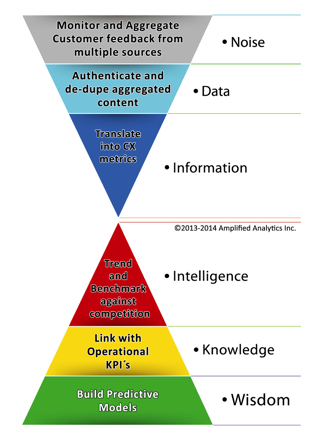 Monitor and Aggregate
Customer feedback from
multiple sources
• Noise
Authenticate and
de-dupe aggregated
content
• Data
Translate
into CX
metrics
• Information
©2013-2014 Amplified Analytics Inc.
Trend
and
Benchmark
against
competition
• Intelligence
Link with
Operational
KPI´s
• Knowledge
Build Predictive
Models
• Wisdom